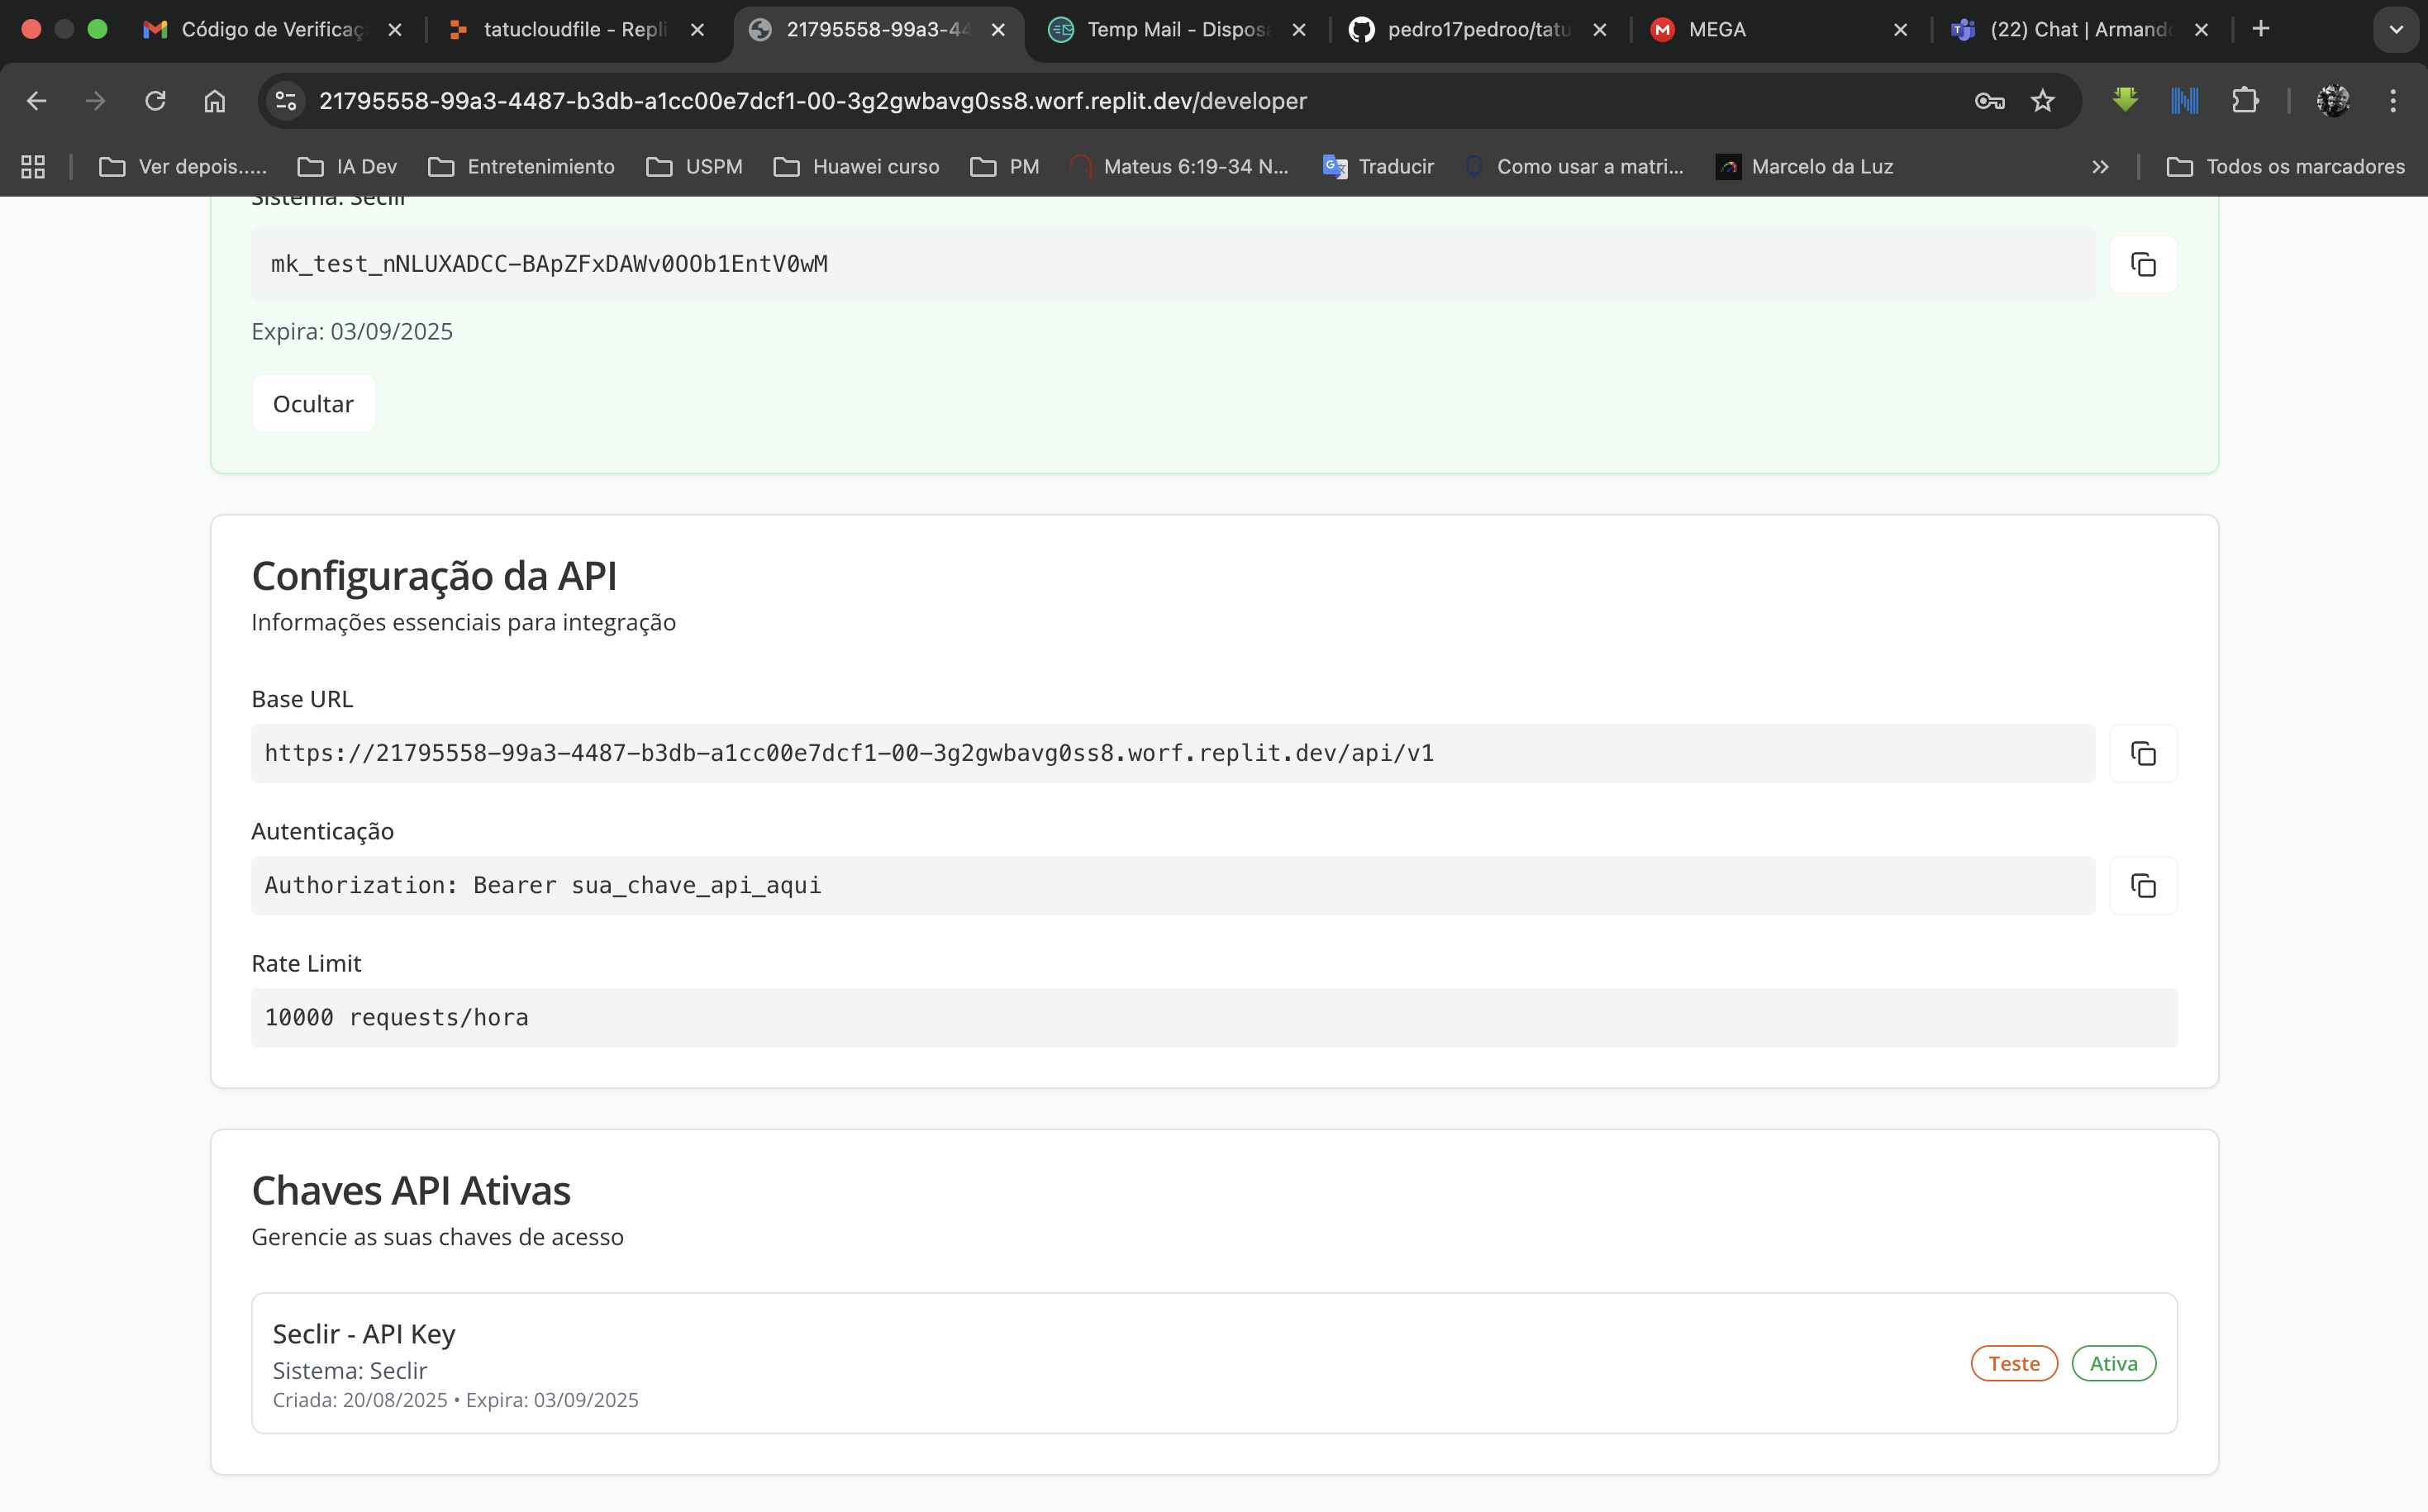 Código de Verificaç
tatucloudfile - Repli
21795558-99a3-44
Temp Mail - Disposa
pedro17pedroo/tatu
MEGA
(22) Chat | Armando
21795558-99a3-4487-b3db-a1cc00e7dcf1-00-3g2gwbavg0ss8.worf.replit.dev/developer
Ver depois.....
IA Dev
Entretenimiento
USPM
Huawei curso
PM
Mateus 6:19-34 N...
Traducir
Como usar a matri...
Marcelo da Luz
Todos os marcadores
Sistema: Seclir
mk_test_nNLUXADCC-BApZFxDAWv0OOb1EntV0wM
Expira: 03/09/2025
Ocultar
Configuração da API
Informações essenciais para integração
Base URL
https://21795558-99a3-4487-b3db-a1cc00e7dcf1-00-3g2gwbavg0ss8.worf.replit.dev/api/v1
Autenticação
Authorization: Bearer sua_chave_api_aqui
Rate Limit
10000 requests/hora
Chaves API Ativas
Gerencie as suas chaves de acesso
Seclir - API Key
Sistema: Seclir
Criada: 20/08/2025 • Expira: 03/09/2025
Teste
Ativa